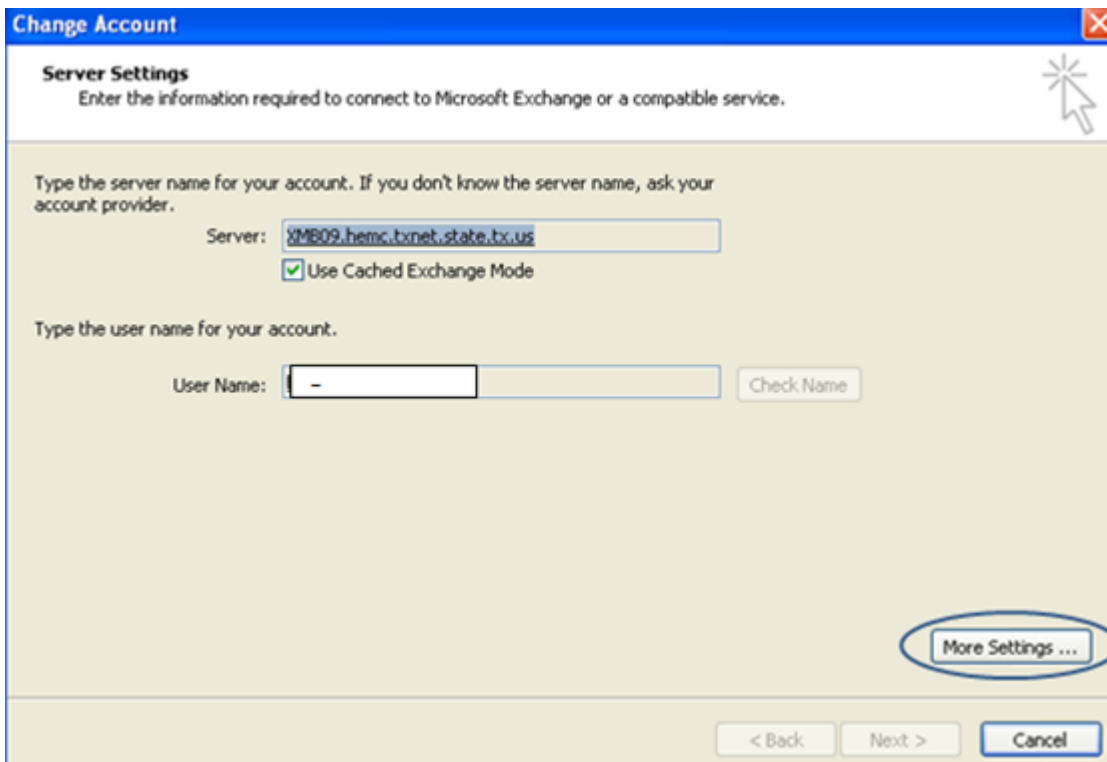 Change Account
Server Settings
Enter the information required to connect to Microsoft Exchange or a compatible service.
Type the server name for your account. If you don't know the server name, ask your
account provider.
Server: XMB09.hemc.txnet.state.tx.us
Use Cached Exchange Mode
Type the user name for your account.
User Name: Check Name
More Settings ...
< Back Next > Cancel